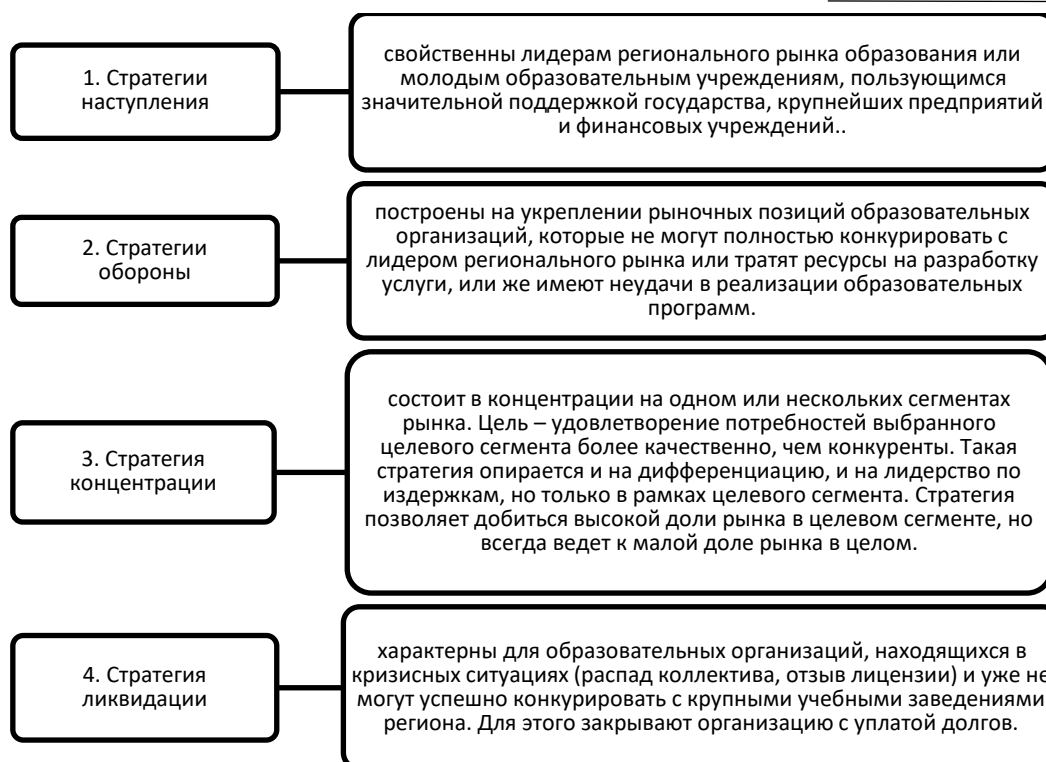 1. Стратегии
наступления
свойственны лидерам регионального рынка образования или
молодым образовательным учреждениям, пользующимся
значительной поддержкой государства, крупнейших предприятий
и финансовых учреждений..
2. Стратегии
обороны
построены на укреплении рыночных позиций образовательных
организаций, которые не могут полностью конкурировать с
лидером регионального рынка или тратят ресурсы на разработку
услуги, или же имеют неудачи в реализации образовательных
программ.
3. Стратегия
концентрации
состоит в концентрации на одном или нескольких сегментах
рынка. Цель – удовлетворение потребностей выбранного
целевого сегмента более качественно, чем конкуренты. Такая
стратегия опирается и на дифференциацию, и на лидерство по
издержкам, но только в рамках целевого сегмента. Стратегия
позволяет добиться высокой доли рынка в целевом сегменте, но
всегда ведет к малой доле рынка в целом.
4. Стратегия
ликвидации
характерны для образовательных организаций, находящихся в
кризисных ситуациях (распад коллектива, отзыв лицензии) и уже не
могут успешно конкурировать с крупными учебными заведениями
региона. Для этого закрывают организацию с уплатой долгов.